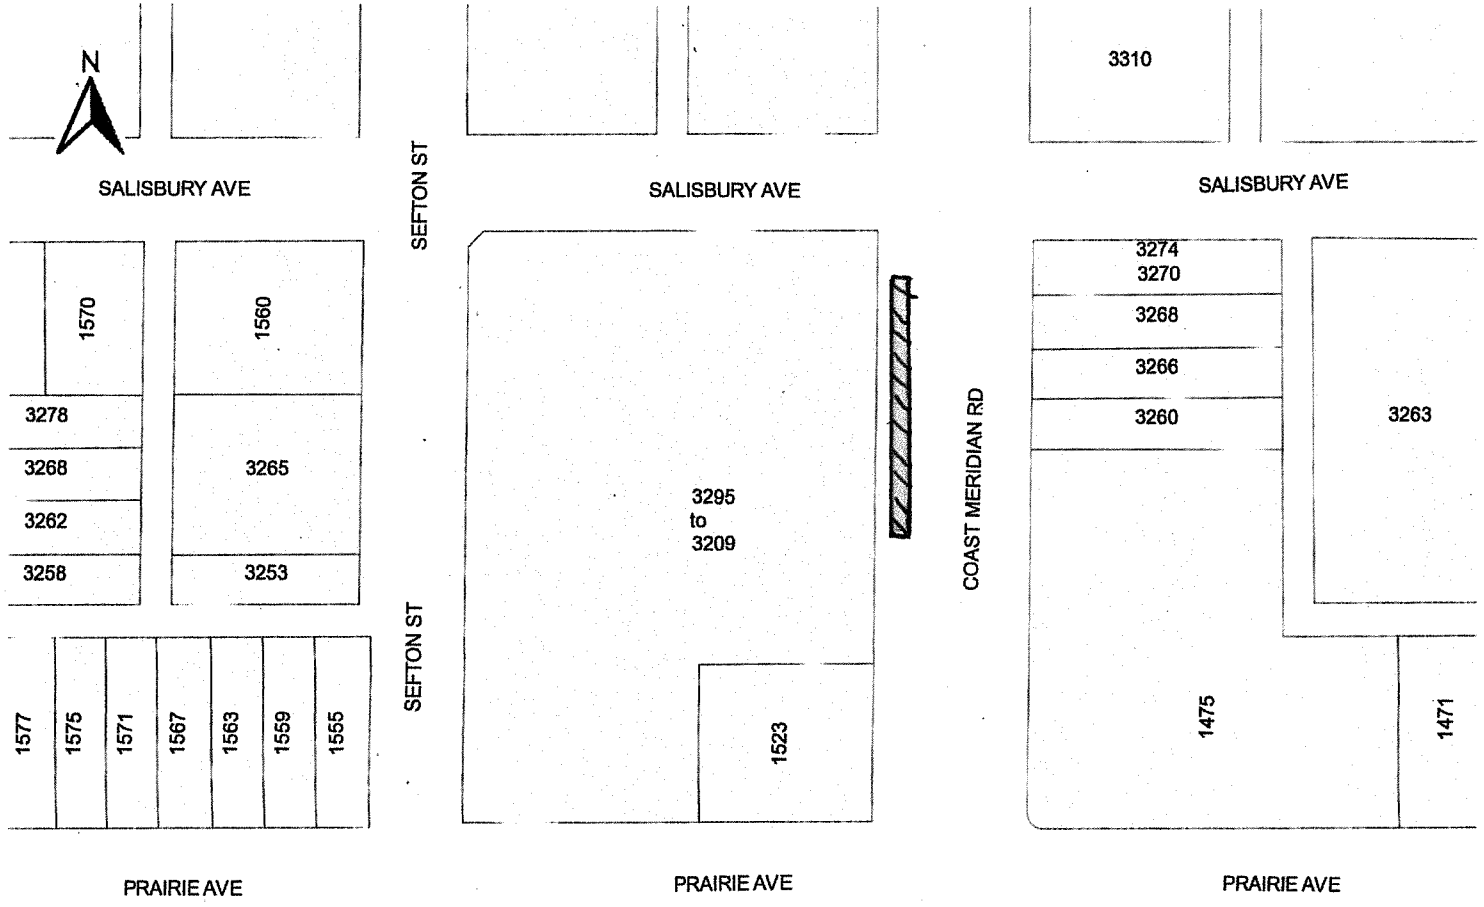 N
3310
SALISBURY AVE
SEFTON ST
SALISBURY AVE
SALISBURY AVE
1570
1560
3278
3268
3262
3258
3265
3253
3295
to
3209
COAST MERIDIAN RD
3274
3270
3268
3266
3260
3263
SEFTON ST
1577
1575
1571
1567
1563
1559
1555
1523
1475
1471
PRAIRIE AVE
PRAIRIE AVE
PRAIRIE AVE